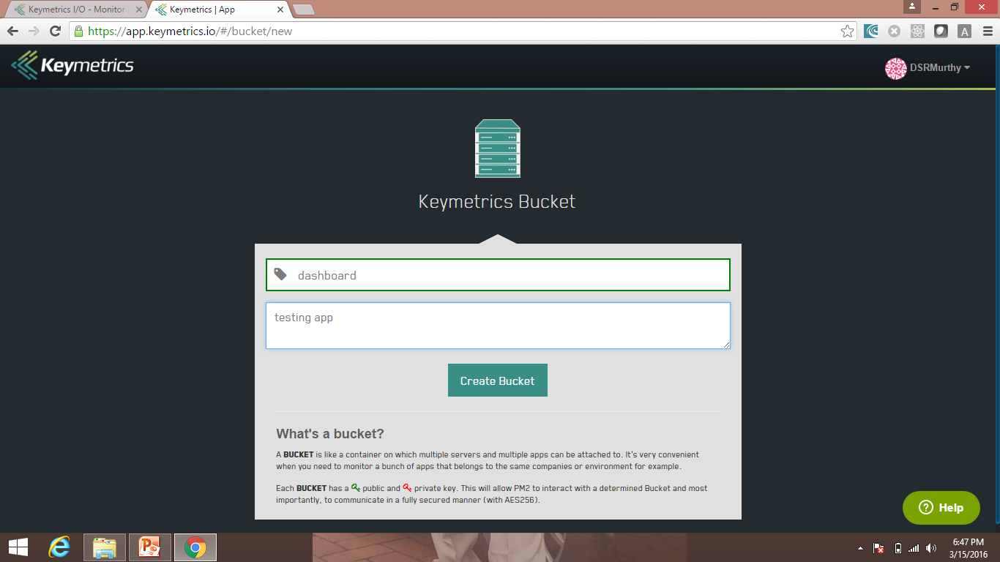 Keymetrics I/O - Monitor
Keymetrics | App
https://app.keymetrics.io/#/bucket/new
A
Keymetrics
DSRMurthy
Keymetrics Bucket
dashboard
testing app
Create Bucket
What's a bucket?
A BUCKET is like a container on which multiple servers and multiple apps can be attached to. It's very convenient
when you need to monitor a bunch of apps that belongs to the same companies or environment for example.
Each BUCKET has a public and private key. This will allow PM2 to interact with a determined Bucket and most
importantly, to communicate in a fully secured manner (with AES256).
? Help
6:47 PM
3/15/2016